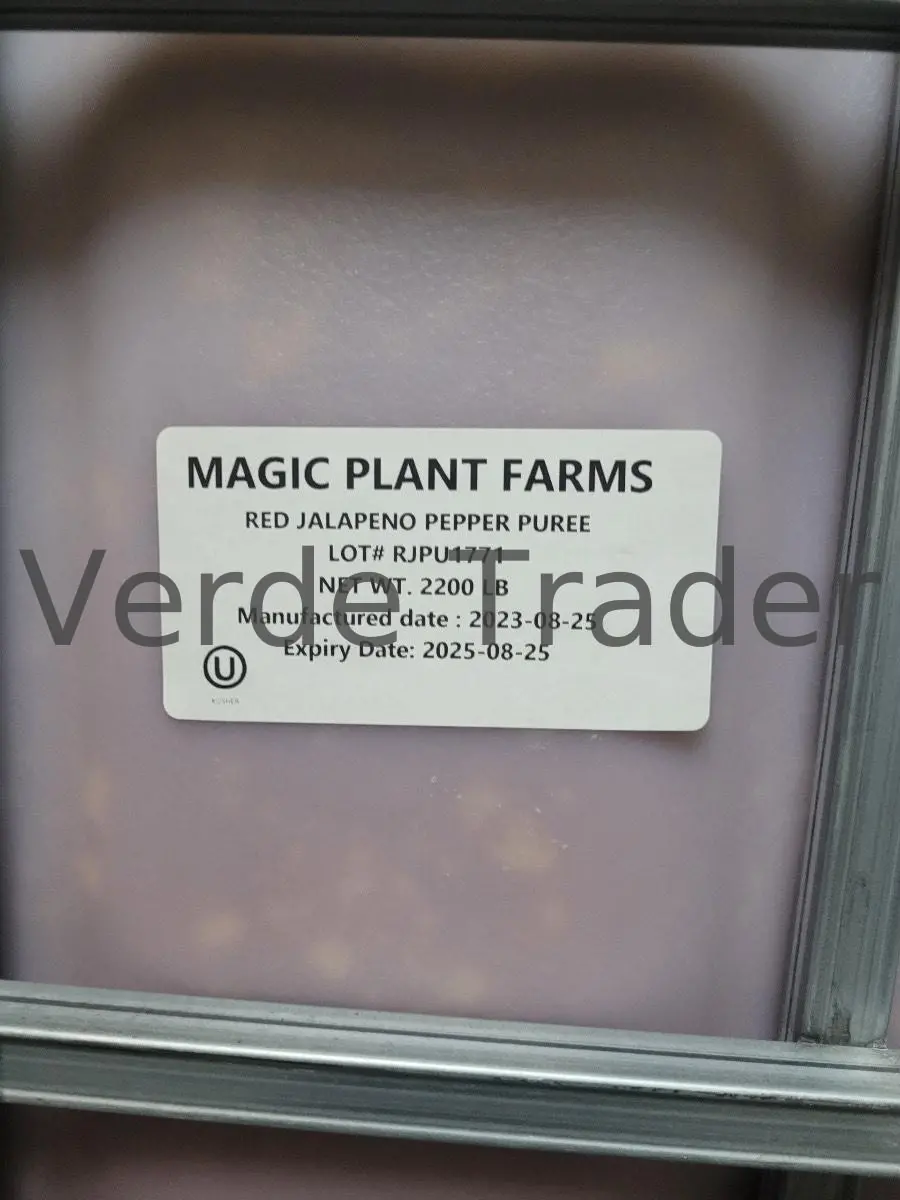 MAGIC PLANT FARMS
RED JALAPENO PEPPER PUREE
LOT# RJPU1771
NET WT. 2200 LB
Verde Trader
Manufactured date : 2023-08-25
Expiry Date: 2025-08-25
U
KOSHER